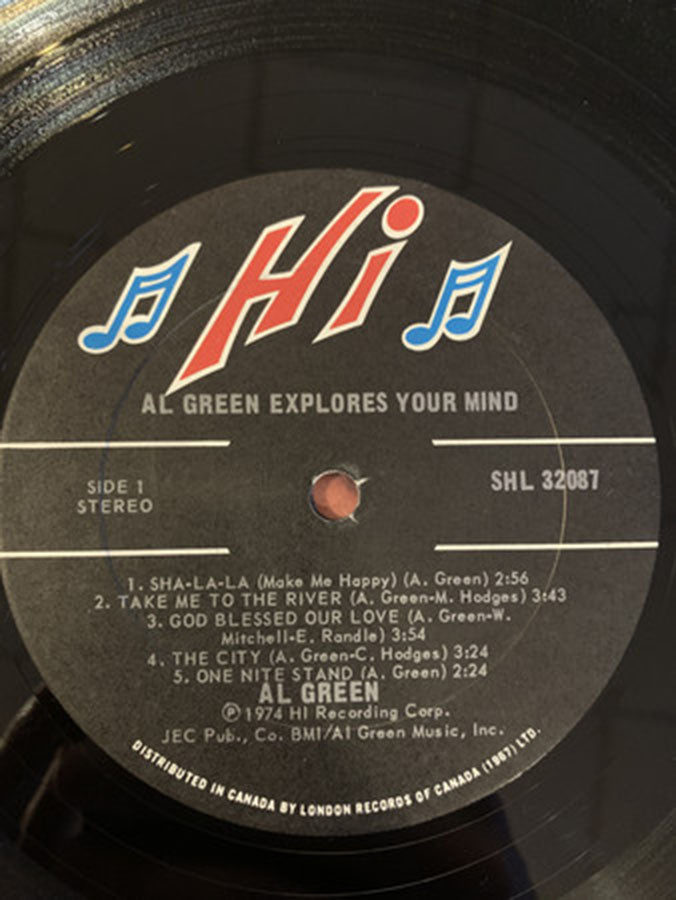 Hi
AL GREEN EXPLORES YOUR MIND
SIDE 1
STEREO
SHL 32087
1. SHA-LA-LA (Make Me Happy) (A. Green) 2:56
2. TAKE ME TO THE RIVER (A. Green-M. Hodges) 3:43
3. GOD BLESSED OUR LOVE (A. Green-W.
Mitchell-E. Randle) 3:54
4. THE CITY (A. Green-C. Hodges) 3:24
5. ONE NITE STAND (A. Green) 2:24
AL GREEN
Ⓟ 1974 HI Recording Corp.
JEC Pub., Co. BMI/Al Green Music, Inc.
DISTRIBUTED IN CANADA BY LONDON RECORDS OF CANADA (1967) LTD.